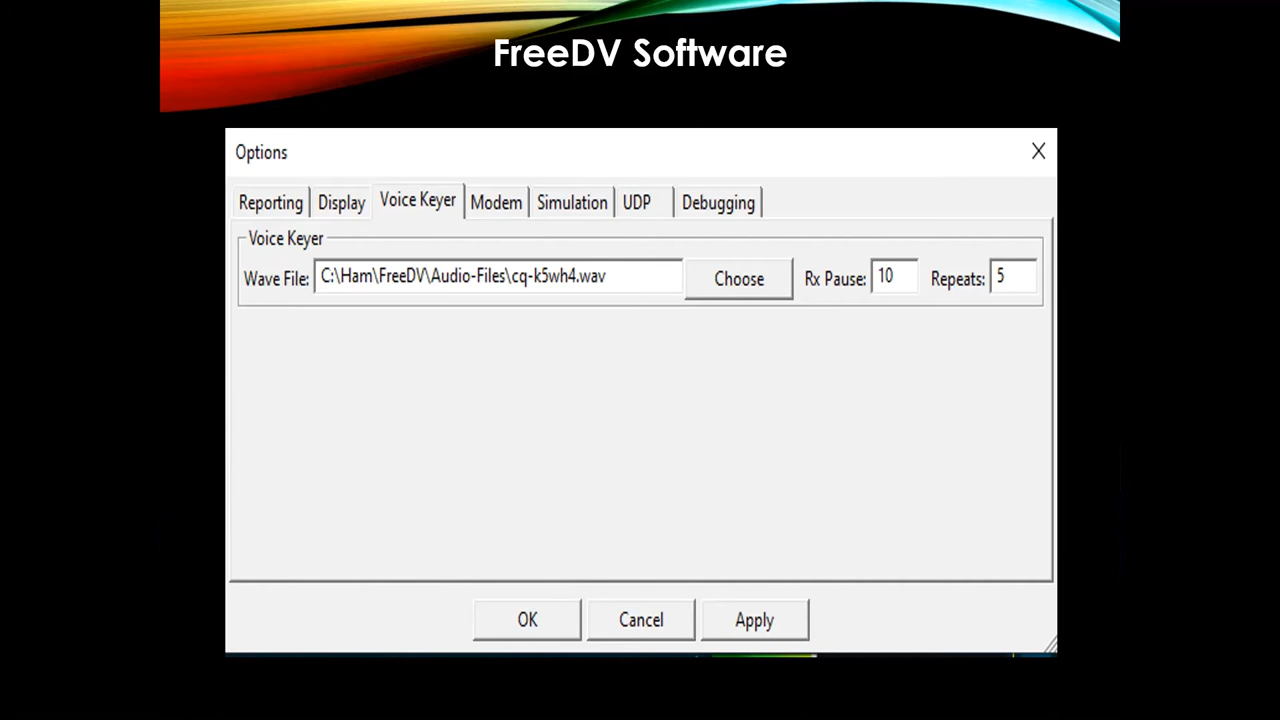 FreeDV Software
Options X
Reporting Display Voice Keyer Modem Simulation UDP Debugging
Voice Keyer
Wave File: C:\Ham\FreeDV\Audio-Files\cq-k5wh4.wav Choose Rx Pause: 10 Repeats: 5
OK Cancel Apply